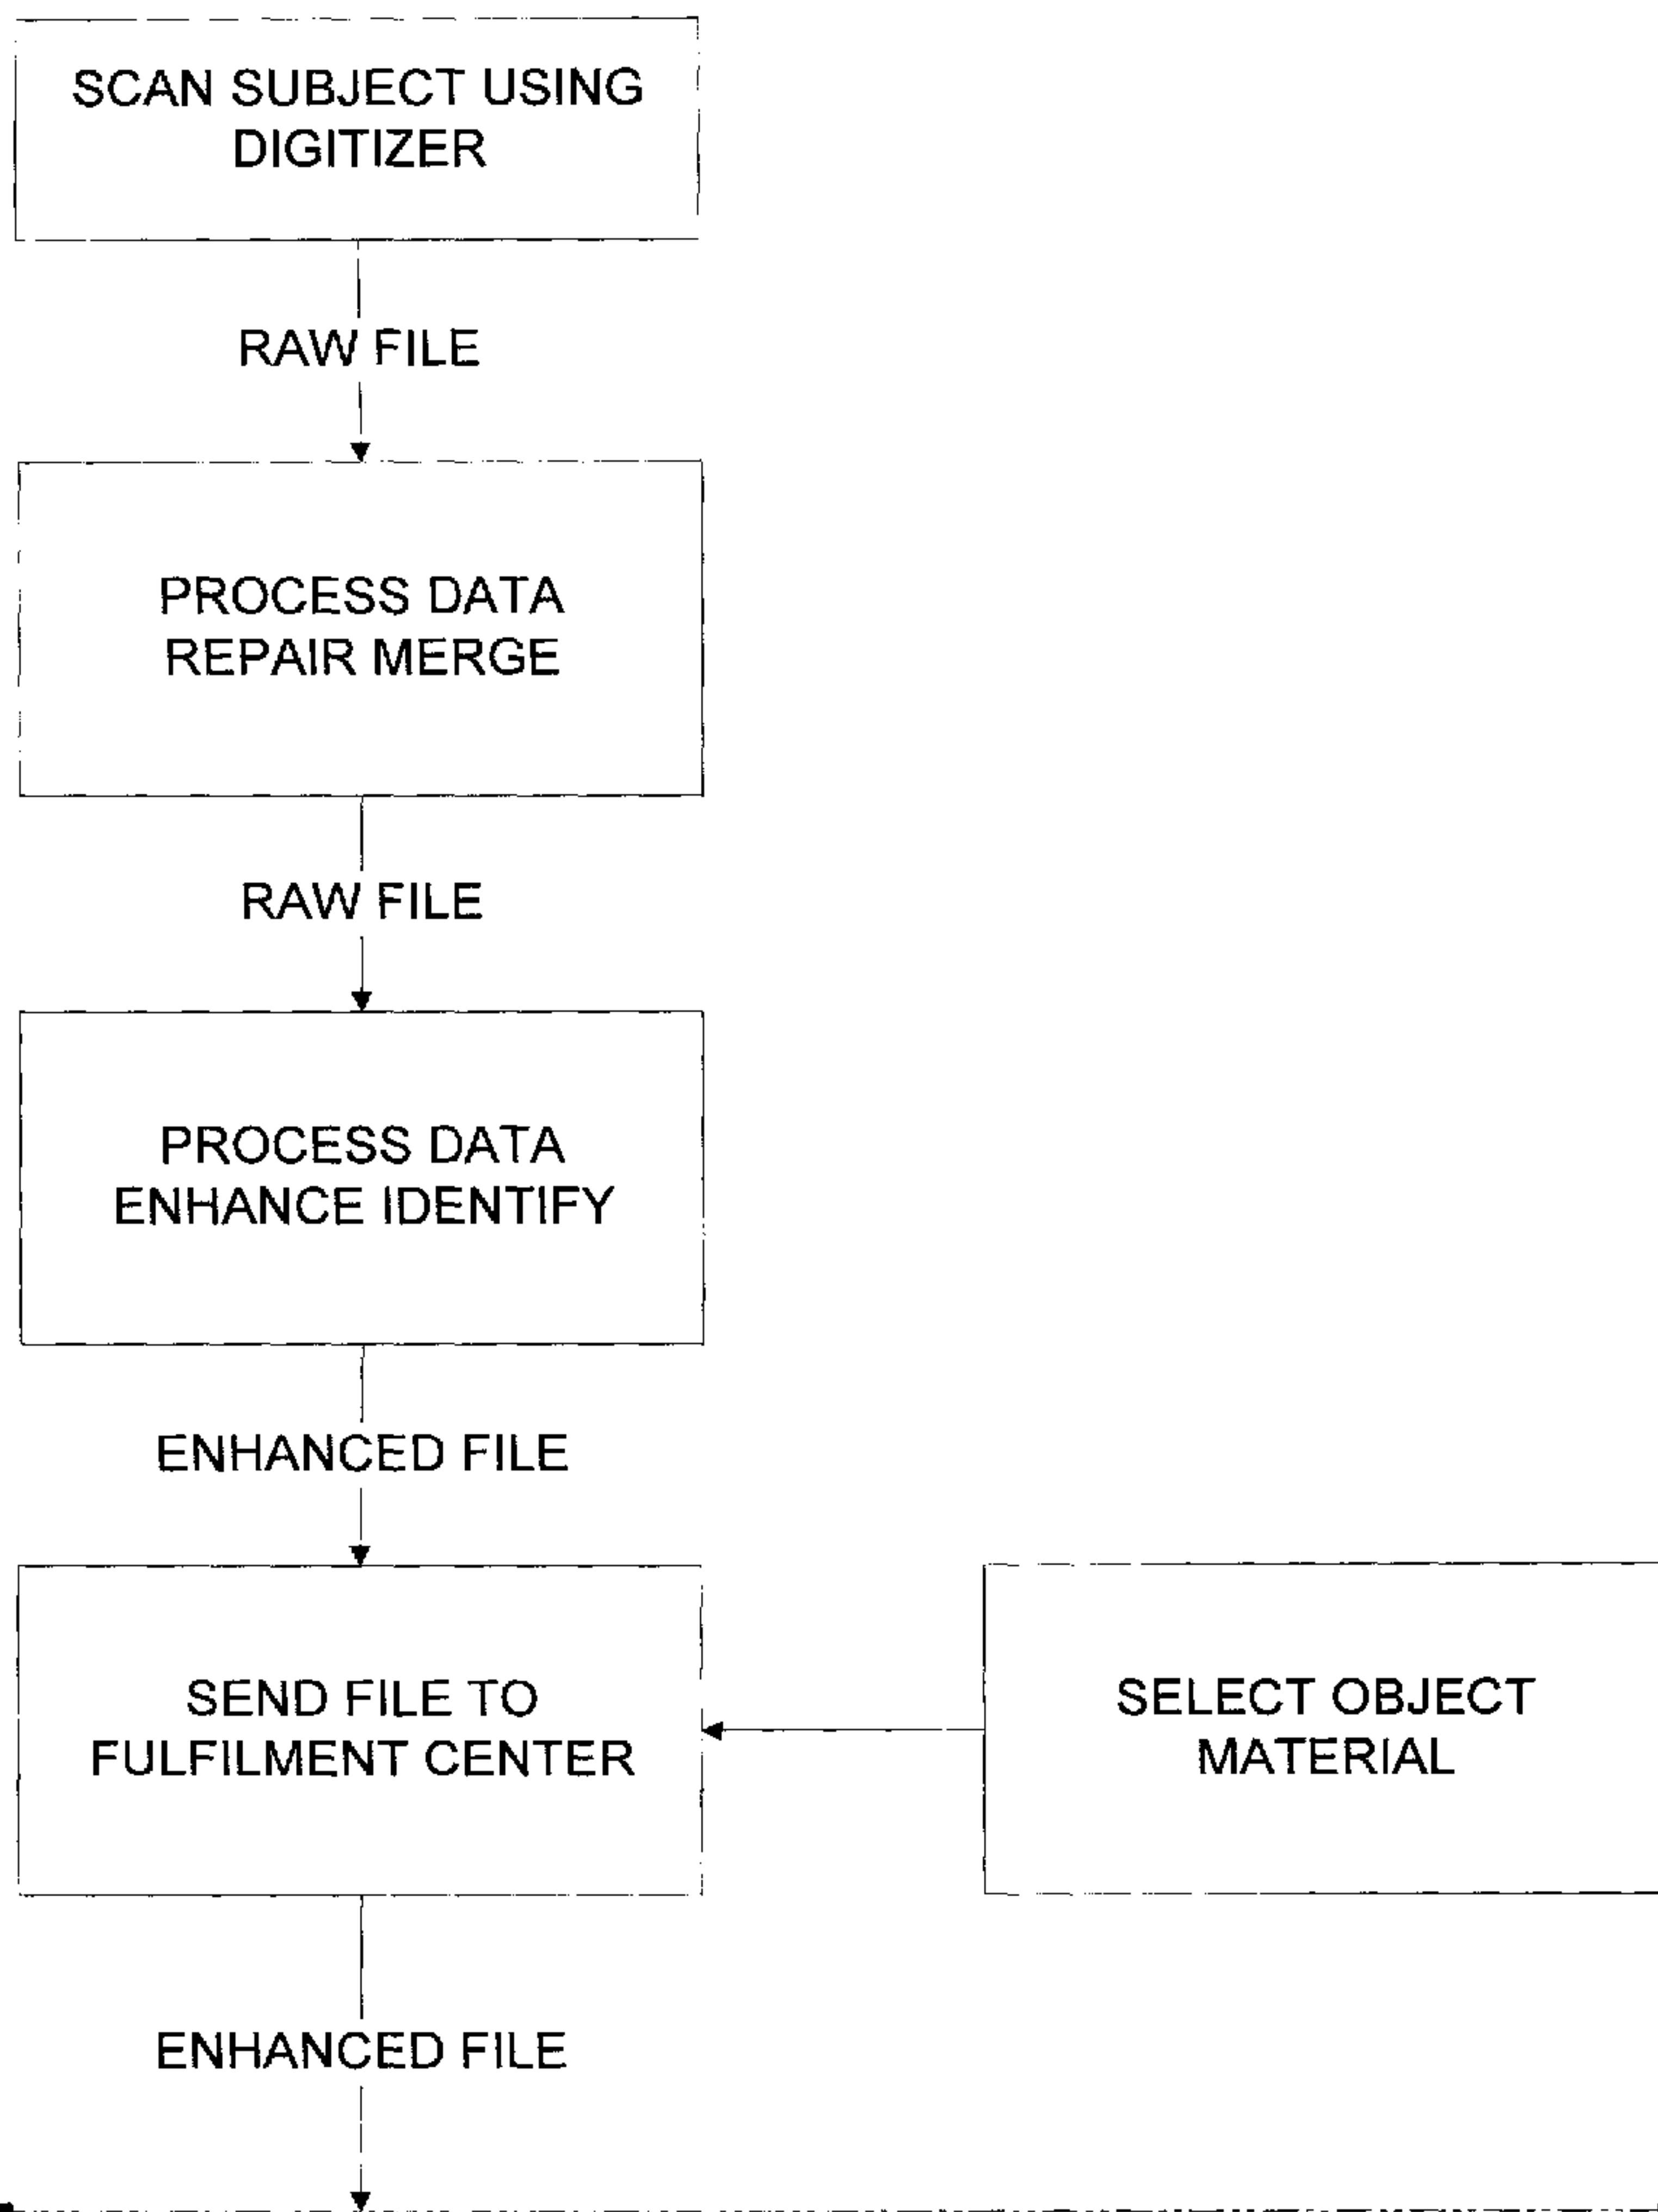 SCAN SUBJECT USING
DIGITIZER
RAW FILE
PROCESS DATA
REPAIR MERGE
RAW FILE
PROCESS DATA
ENHANCE IDENTIFY
ENHANCED FILE
SEND FILE TO
FULFILMENT CENTER
SELECT OBJECT
MATERIAL
ENHANCED FILE